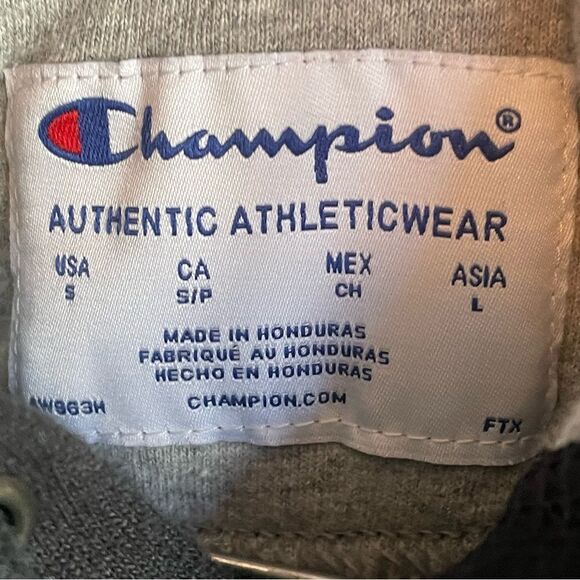 Champion®
AUTHENTIC ATHLETICWEAR
USA CA MEX ASIA
S S/P CH L
MADE IN HONDURAS
FABRIQUÉ AU HONDURAS
HECHO EN HONDURAS
CHAMPION.COM
FTX